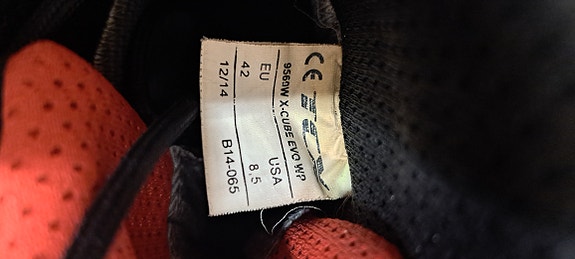 CE
9560W X-CUBE EVO WP
EU USA
42 8.5
12/14 B14-065